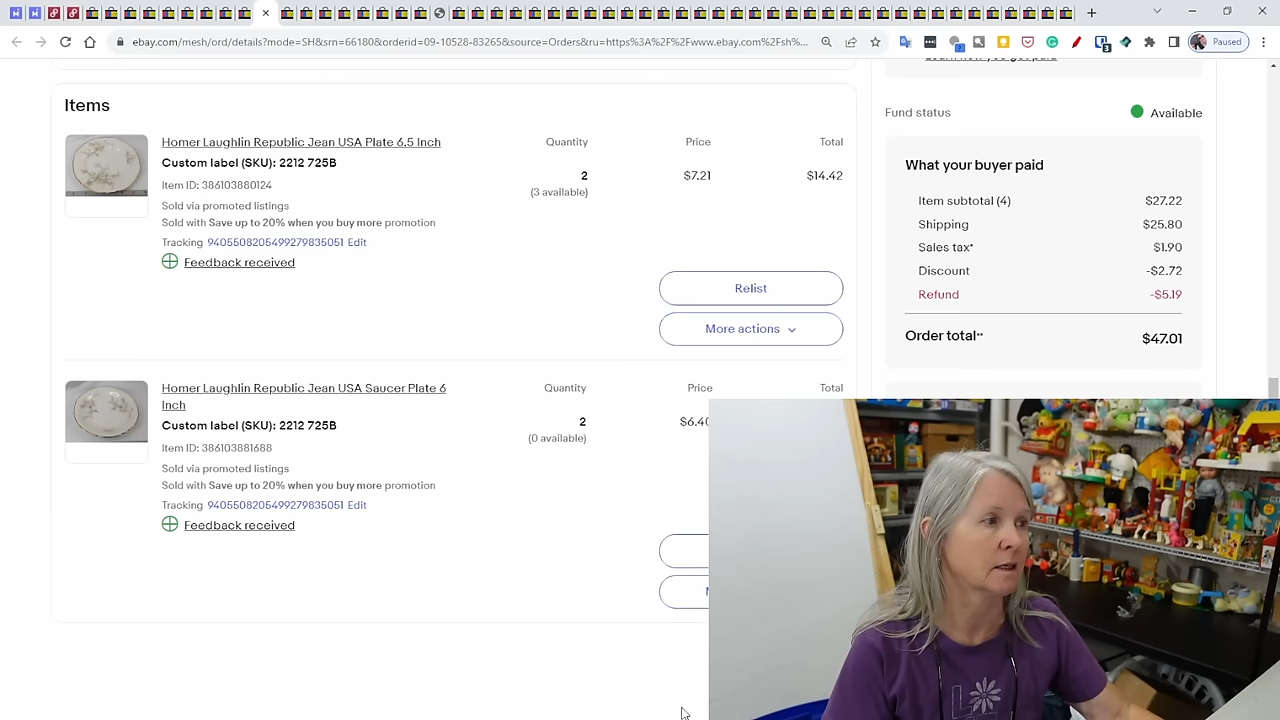 ebay.com/mesh/ord/details?mode=SH&srn=66180&orderid=09-10528-83265&source=Orders&ru=https%3A%2F%2Fwww.ebay.com%2Fsh%...
Paused
Fund status
Available
Items
Homer Laughlin Republic Jean USA Plate 6.5 Inch
Custom label (SKU): 2212 725B
Item ID: 386103880124
Sold via promoted listings
Sold with Save up to 20% when you buy more promotion
Tracking 9405508205499279835051 Edit
Feedback received
Quantity
2
(3 available)
Price
$7.21
Total
$14.42
Relist
More actions
Homer Laughlin Republic Jean USA Saucer Plate 6
Inch
Custom label (SKU): 2212 725B
Item ID: 386103881688
Sold via promoted listings
Sold with Save up to 20% when you buy more promotion
Tracking 9405508205499279835051 Edit
Feedback received
Quantity
2
(0 available)
Price
$6.40
Total
What your buyer paid
Item subtotal (4) $27.22
Shipping $25.80
Sales tax* $1.90
Discount -$2.72
Refund -$5.19
Order total** $47.01